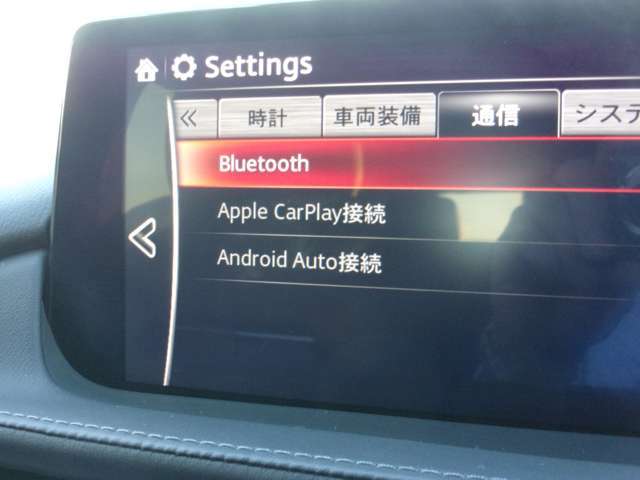 Settings
時計 車両装備 通信 システ
Bluetooth
Apple CarPlay接続
Android Auto接続